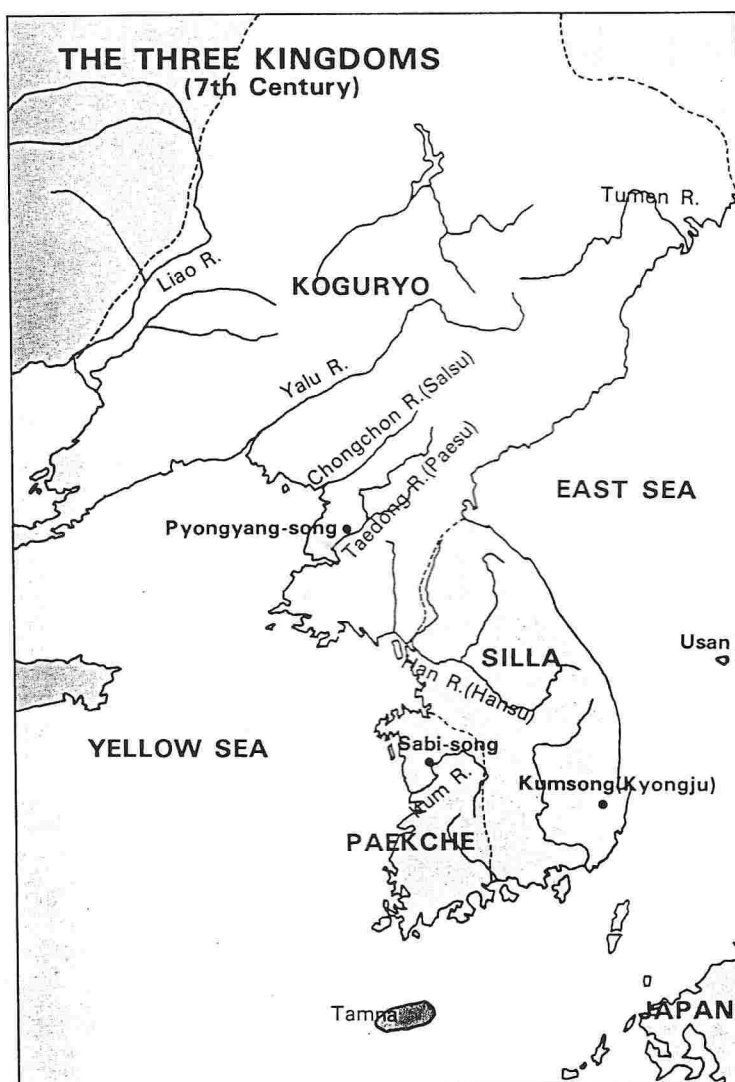 THE THREE KINGDOMS
(7th Century)
Tumen R.
Liao R.
KOGURYO
Yalu R.
Chongchon R.(Salsu)
Taedong R.(Paesu)
EAST SEA
Pyongyang-song
Usan
SILLA
Han R.(Hansu)
YELLOW SEA
Sabi-song
Kumsong(Kyongju)
Kum R.
PAEKCHE
Tamna
JAPAN